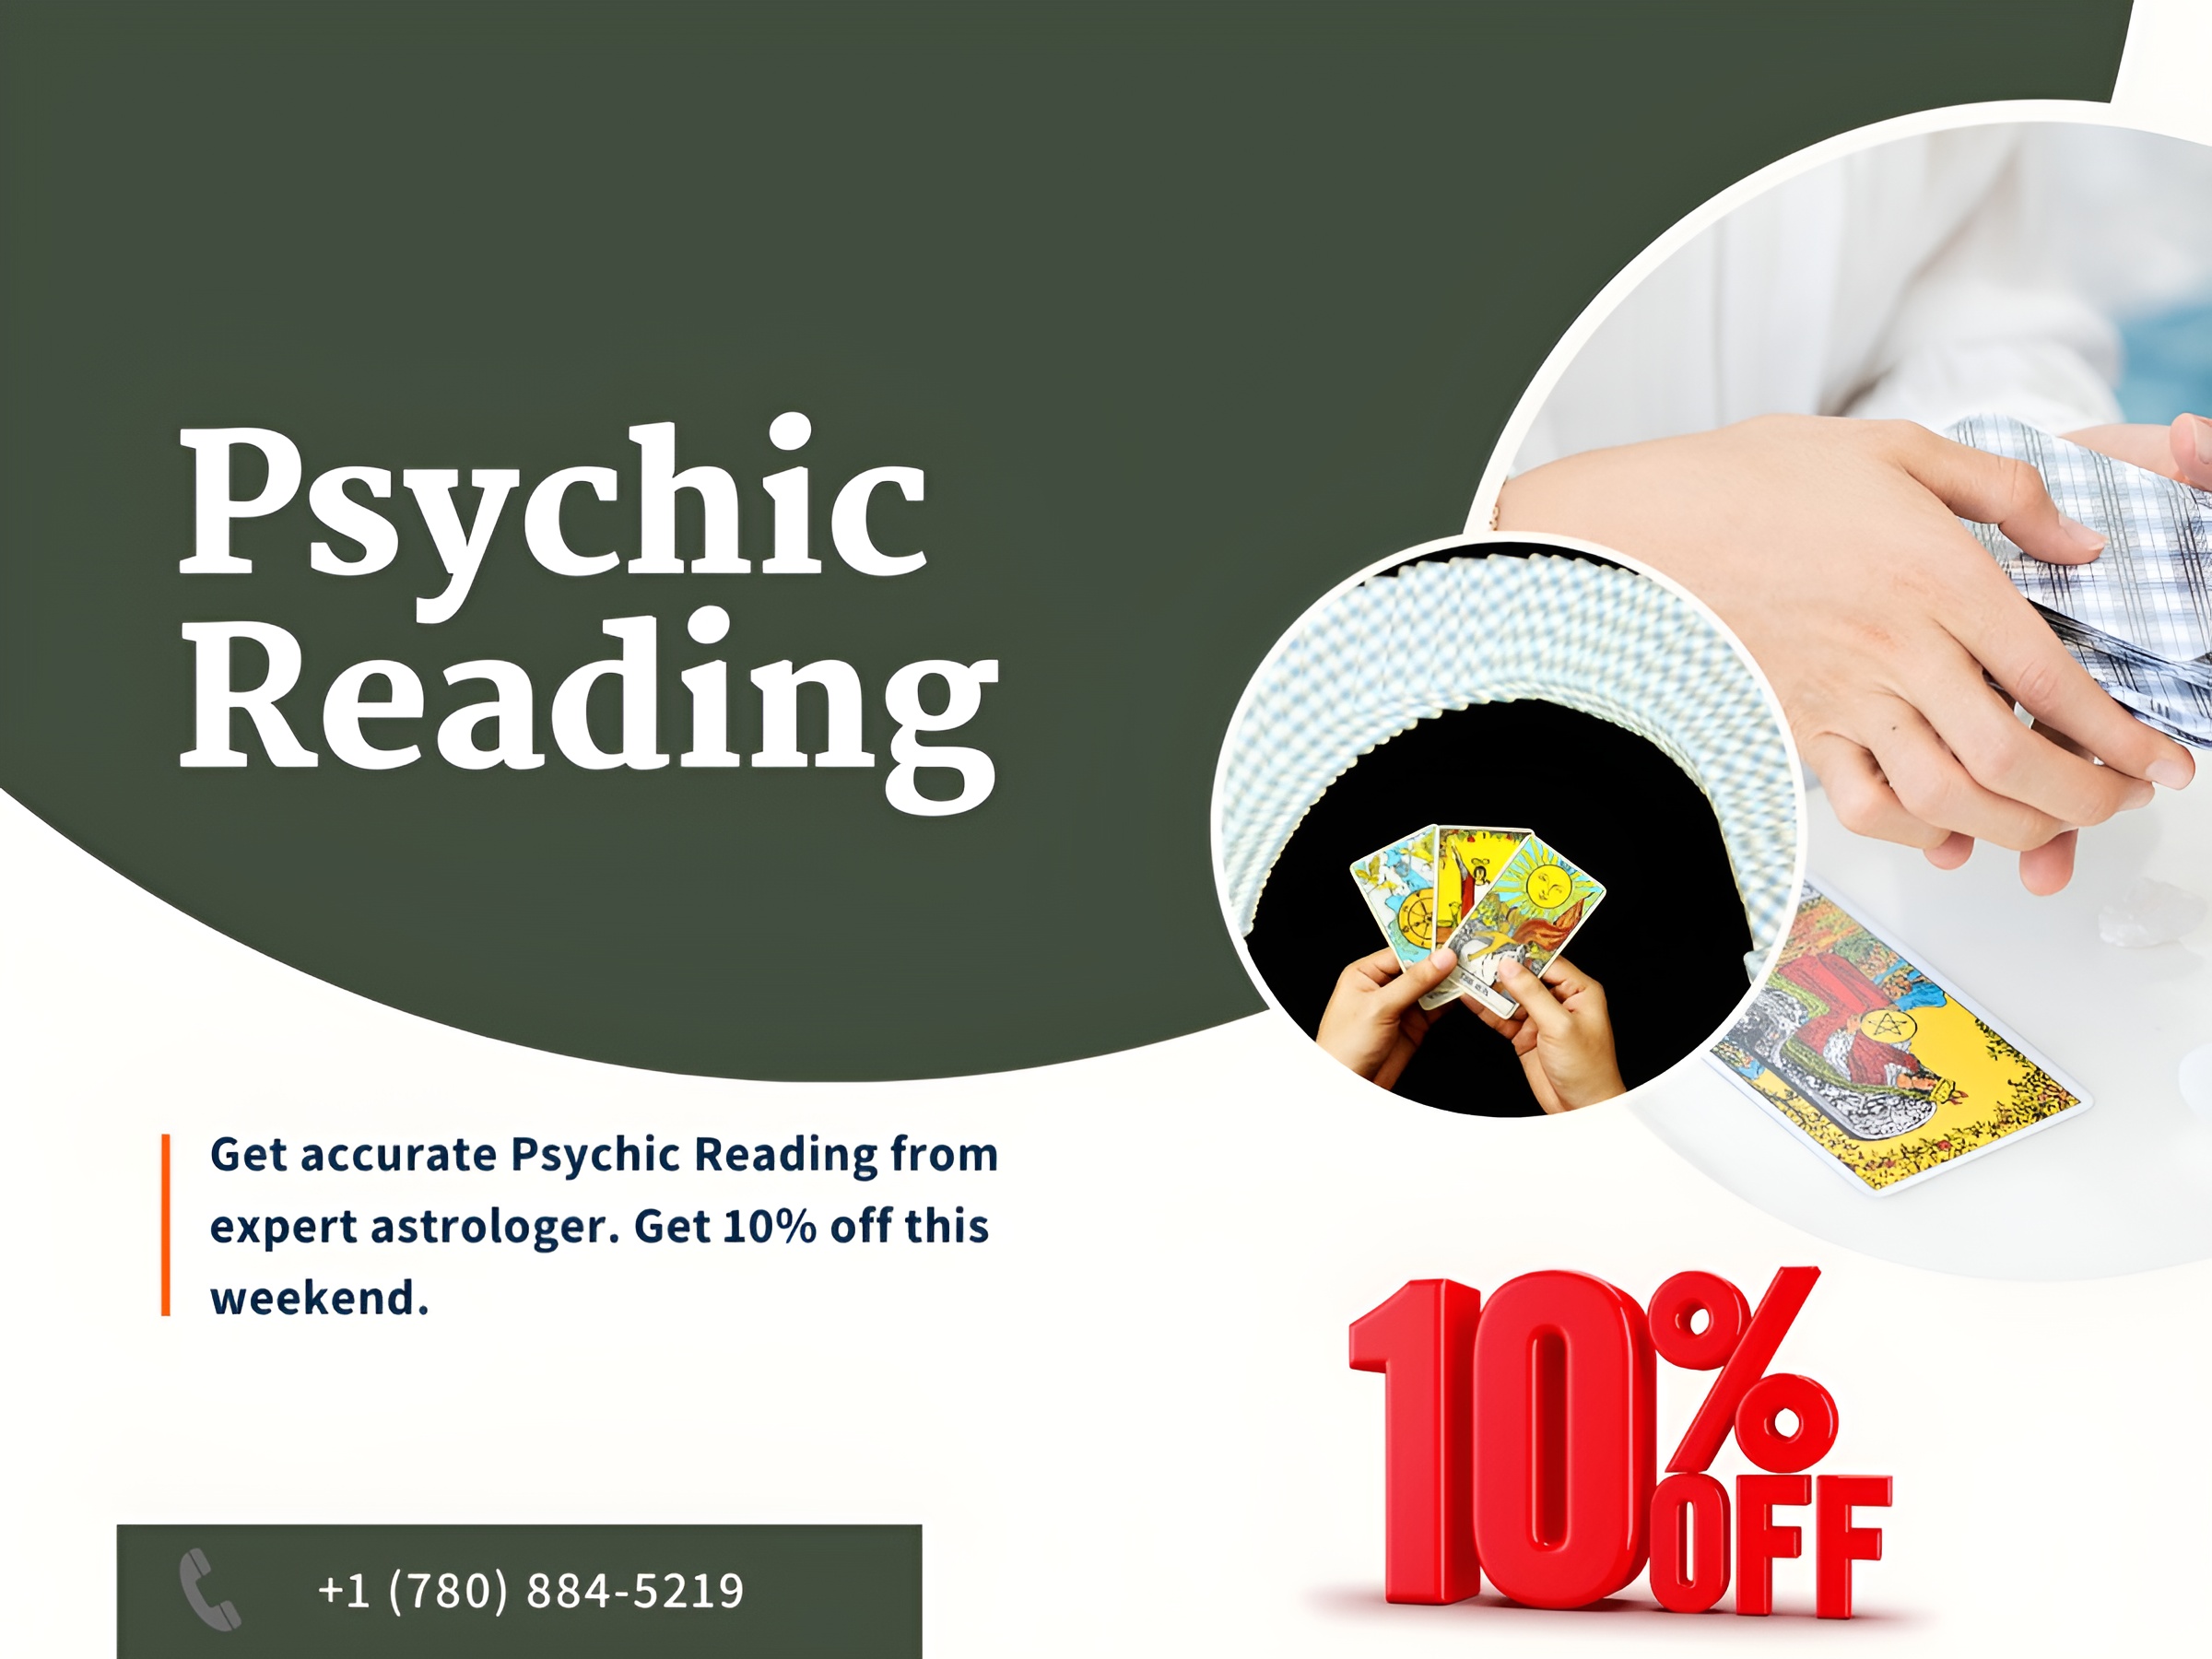 Psychic
Reading
Get accurate Psychic Reading from
expert astrologer. Get 10% off this
weekend.
+1 (780) 884-5219
10%
OFF